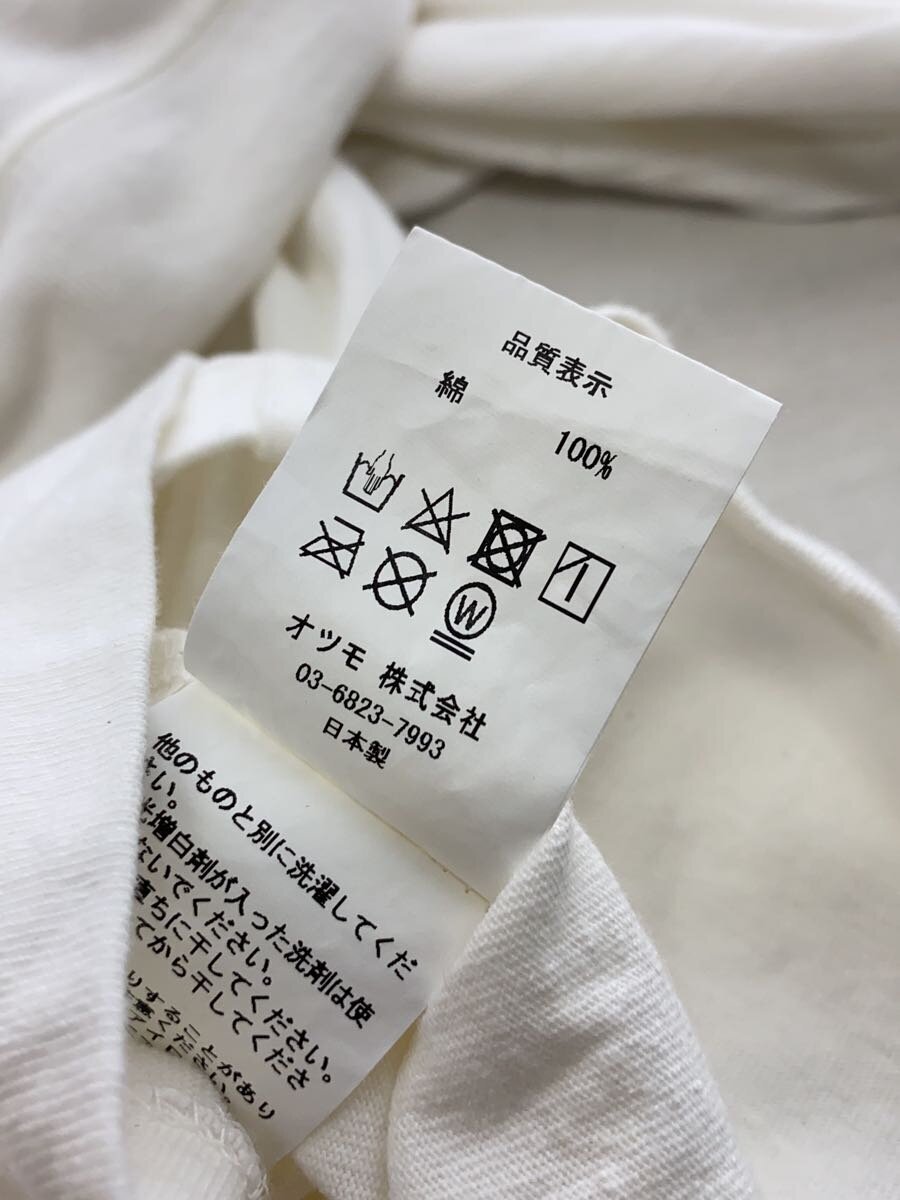 品質表示
綿
100%
W
オツモ 株式会社
03-6823-7993
日本製
他のものと別に洗濯してくだ
さい。
光増白剤が入った洗剤は使
ないでください。
直ちに干してください。
てから干してくださ
りすることがあり
ください。